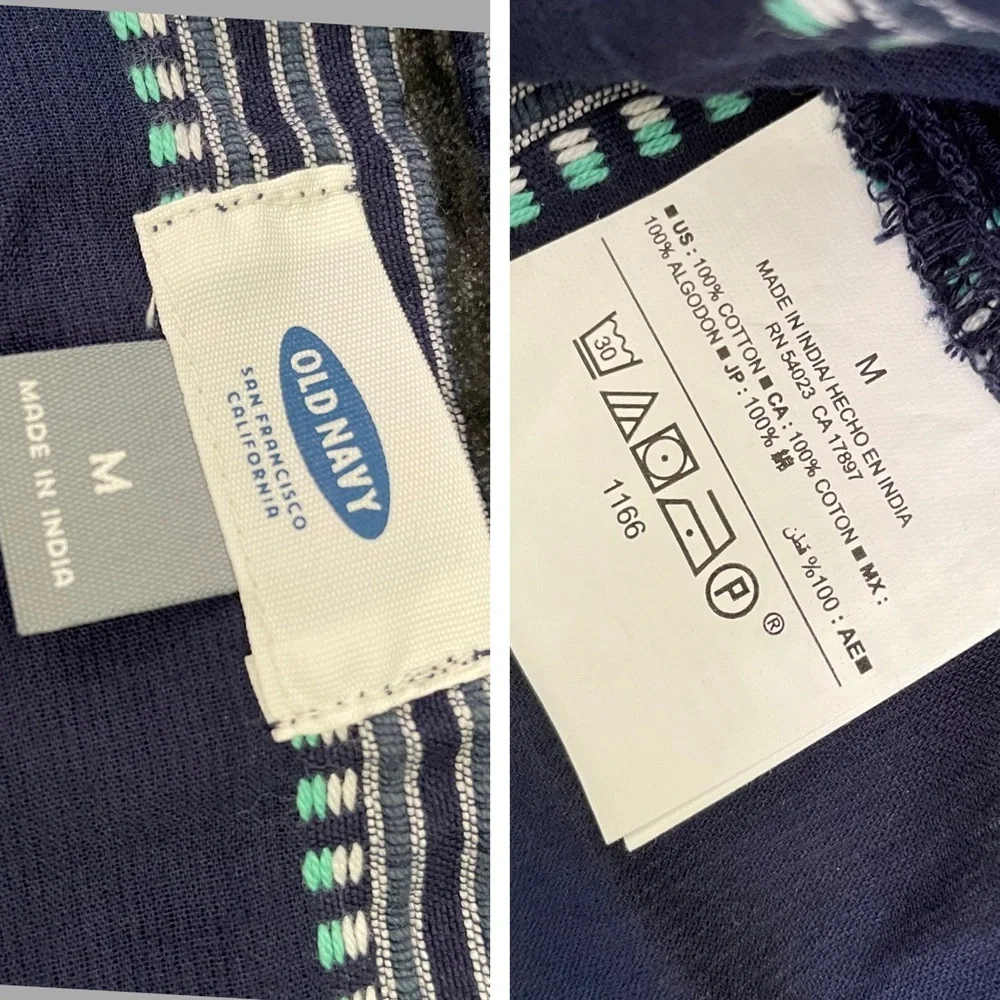 OLD NAVY
SAN FRANCISCO
CALIFORNIA
M
MADE IN INDIA
M
MADE IN INDIA/ HECHO EN INDIA
RN 54023 CA 17897
■ US : 100% COTTON ■ CA : 100% COTON ■ MX :
100% ALGODON ■ JP : 100% 綿
■AE : 100% قطن
30
P
®
1166